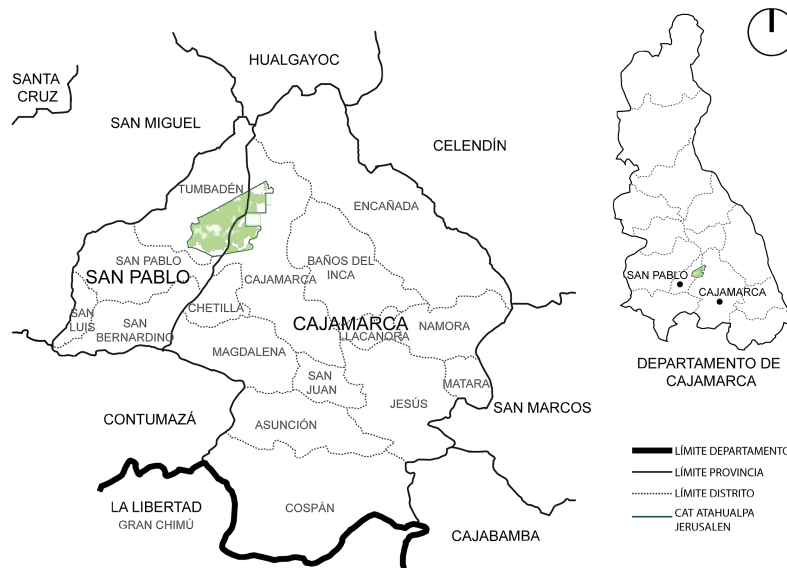 HUALGAYOC
SANTA
CRUZ
SAN MIGUEL
CELENDÍN
TUMBADÉN
ENCAÑADA
SAN PABLO
SAN PABLO
BAÑOS DEL
INCA
CAJAMARCA
CHETILLA
SAN
LUIS
SAN
BERNARDINO
CAJAMARCA
LLACANORA
NAMORA
MAGDALENA
SAN
JUAN
MATARA
JESÚS
SAN MARCOS
CONTUMAZÁ
ASUNCIÓN
LA LIBERTAD
GRAN CHIMÚ
COSPÁN
CAJABAMBA
SAN PABLO
CAJAMARCA
DEPARTAMENTO DE
CAJAMARCA
LÍMITE DEPARTAMENTO
LÍMITE PROVINCIA
LÍMITE DISTRITO
CAT ATAHUALPA
JERUSALEN